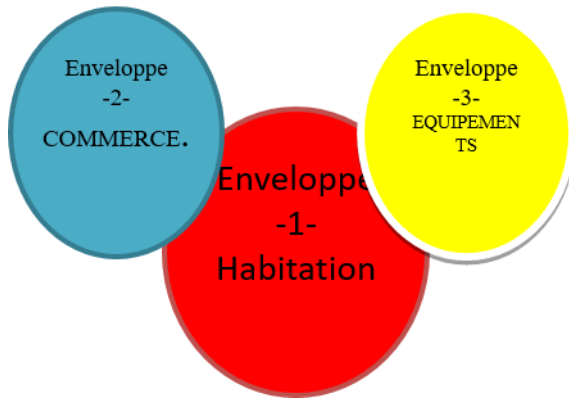 Enveloppe
-2-
COMMERCE.
Enveloppe
-3-
EQUIPEMEN
TS
Enveloppe
-1-
Habitation